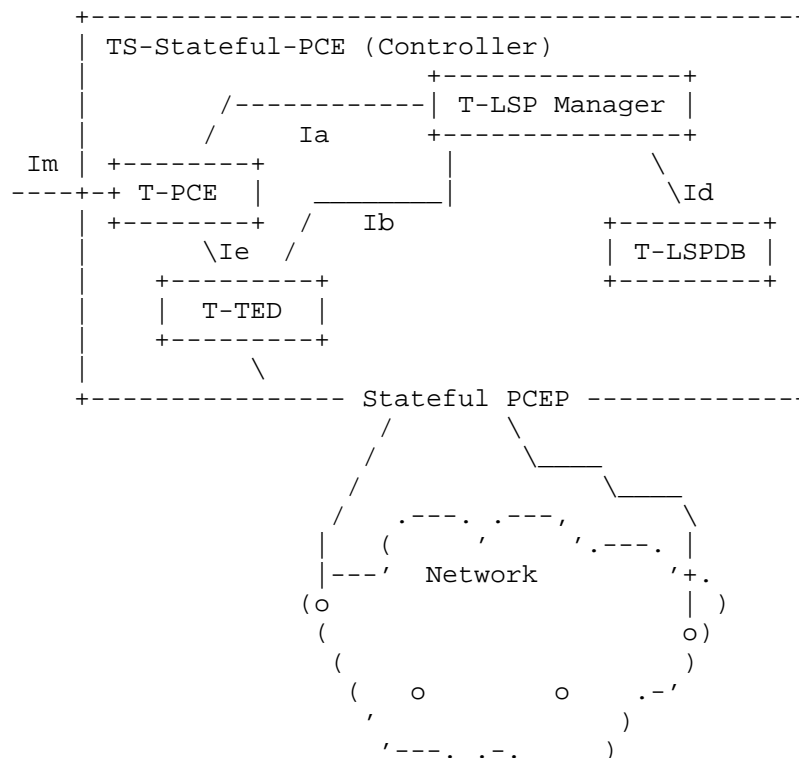 TS-Stateful-PCE (Controller)
T-LSP Manager
Ia
Im
T-PCE
Id
Ib
Ie
T-LSPDB
T-TED
Stateful PCEP
Network
o
o
o o